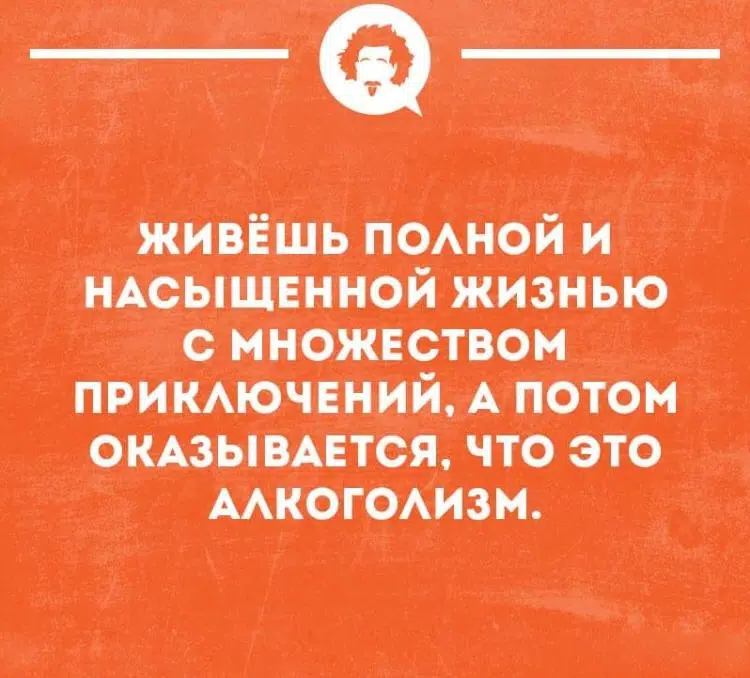 ЖИВЁШЬ ПОЛНОЙ И
НАСЫЩЕННОЙ ЖИЗНЬЮ
С МНОЖЕСТВОМ
ПРИКЛЮЧЕНИЙ, А ПОТОМ
ОКАЗЫВАЕТСЯ, ЧТО ЭТО
АЛКОГОЛИЗМ.